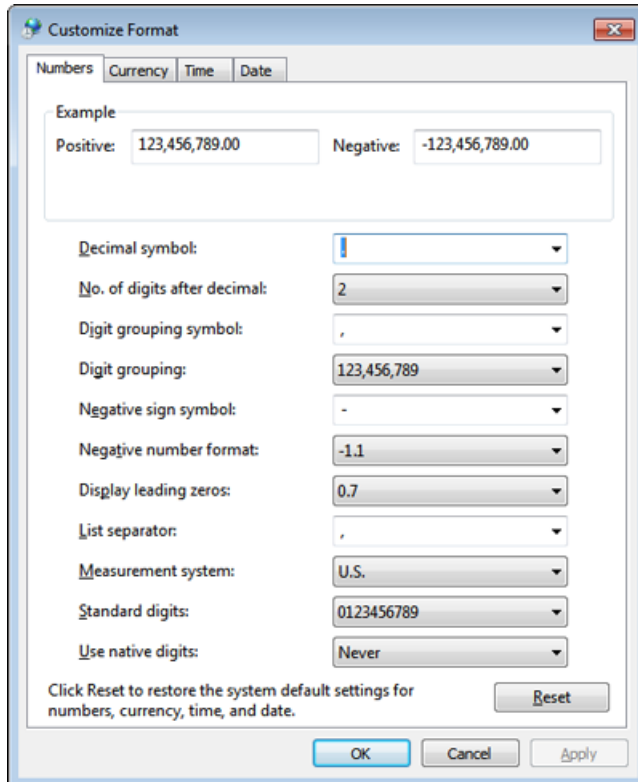 Customize Format
Numbers Currency Time Date
Example
Positive: 123,456,789.00 Negative: -123,456,789.00
Decimal symbol: .
No. of digits after decimal: 2
Digit grouping symbol: ,
Digit grouping: 123,456,789
Negative sign symbol: -
Negative number format: -1.1
Display leading zeros: 0.7
List separator: ,
Measurement system: U.S.
Standard digits: 0123456789
Use native digits: Never
Click Reset to restore the system default settings for
numbers, currency, time, and date.
Reset
OK Cancel Apply